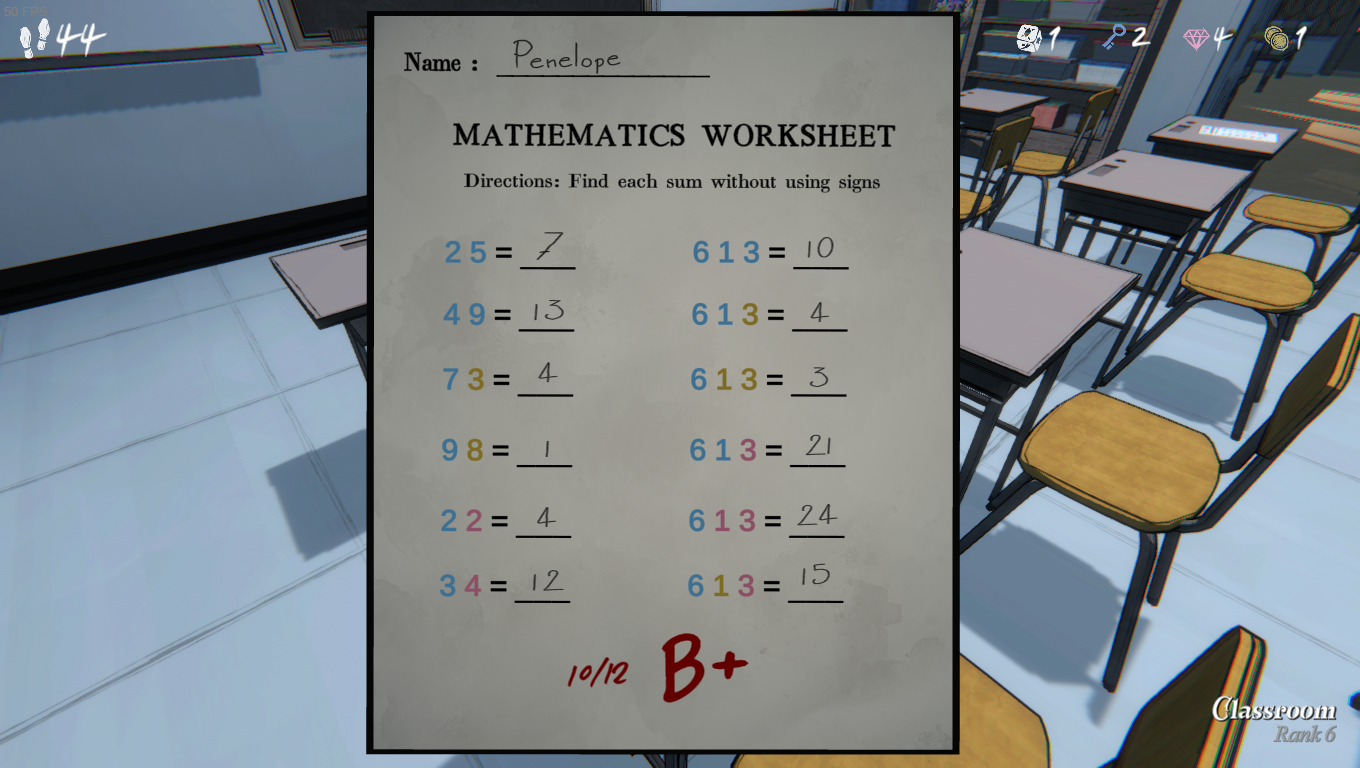 50 FPS
44
1 2 4 1
Name : Penelope
MATHEMATICS WORKSHEET
Directions: Find each sum without using signs
2 5 = 7
6 1 3 = 10
4 9 = 13
6 1 3 = 4
7 3 = 4
6 1 3 = 3
9 8 = 1
6 1 3 = 21
2 2 = 4
6 1 3 = 24
3 4 = 12
6 1 3 = 15
10/12 B+
Classroom
Rank 6